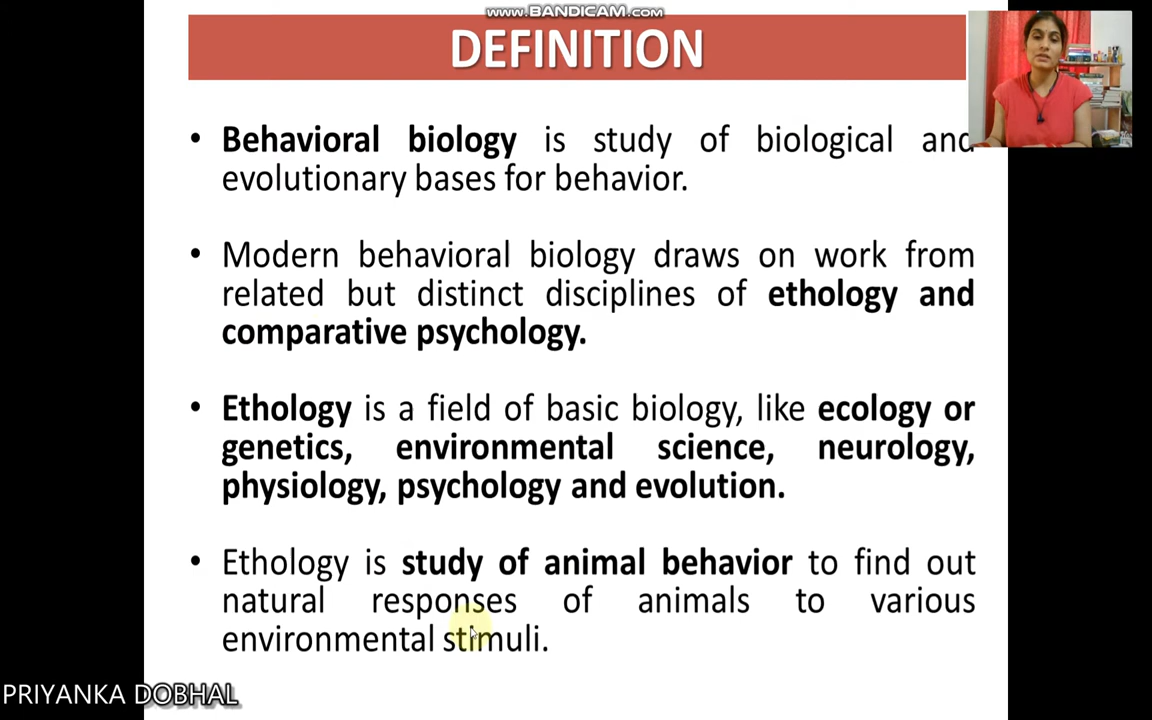 www.BANDICAM.com
DEFINITION
• Behavioral biology is study of biological and
evolutionary bases for behavior.
• Modern behavioral biology draws on work from
related but distinct disciplines of ethology and
comparative psychology.
• Ethology is a field of basic biology, like ecology or
genetics, environmental science, neurology,
physiology, psychology and evolution.
• Ethology is study of animal behavior to find out
natural responses of animals to various
environmental stimuli.
PRIYANKA DOBHAL